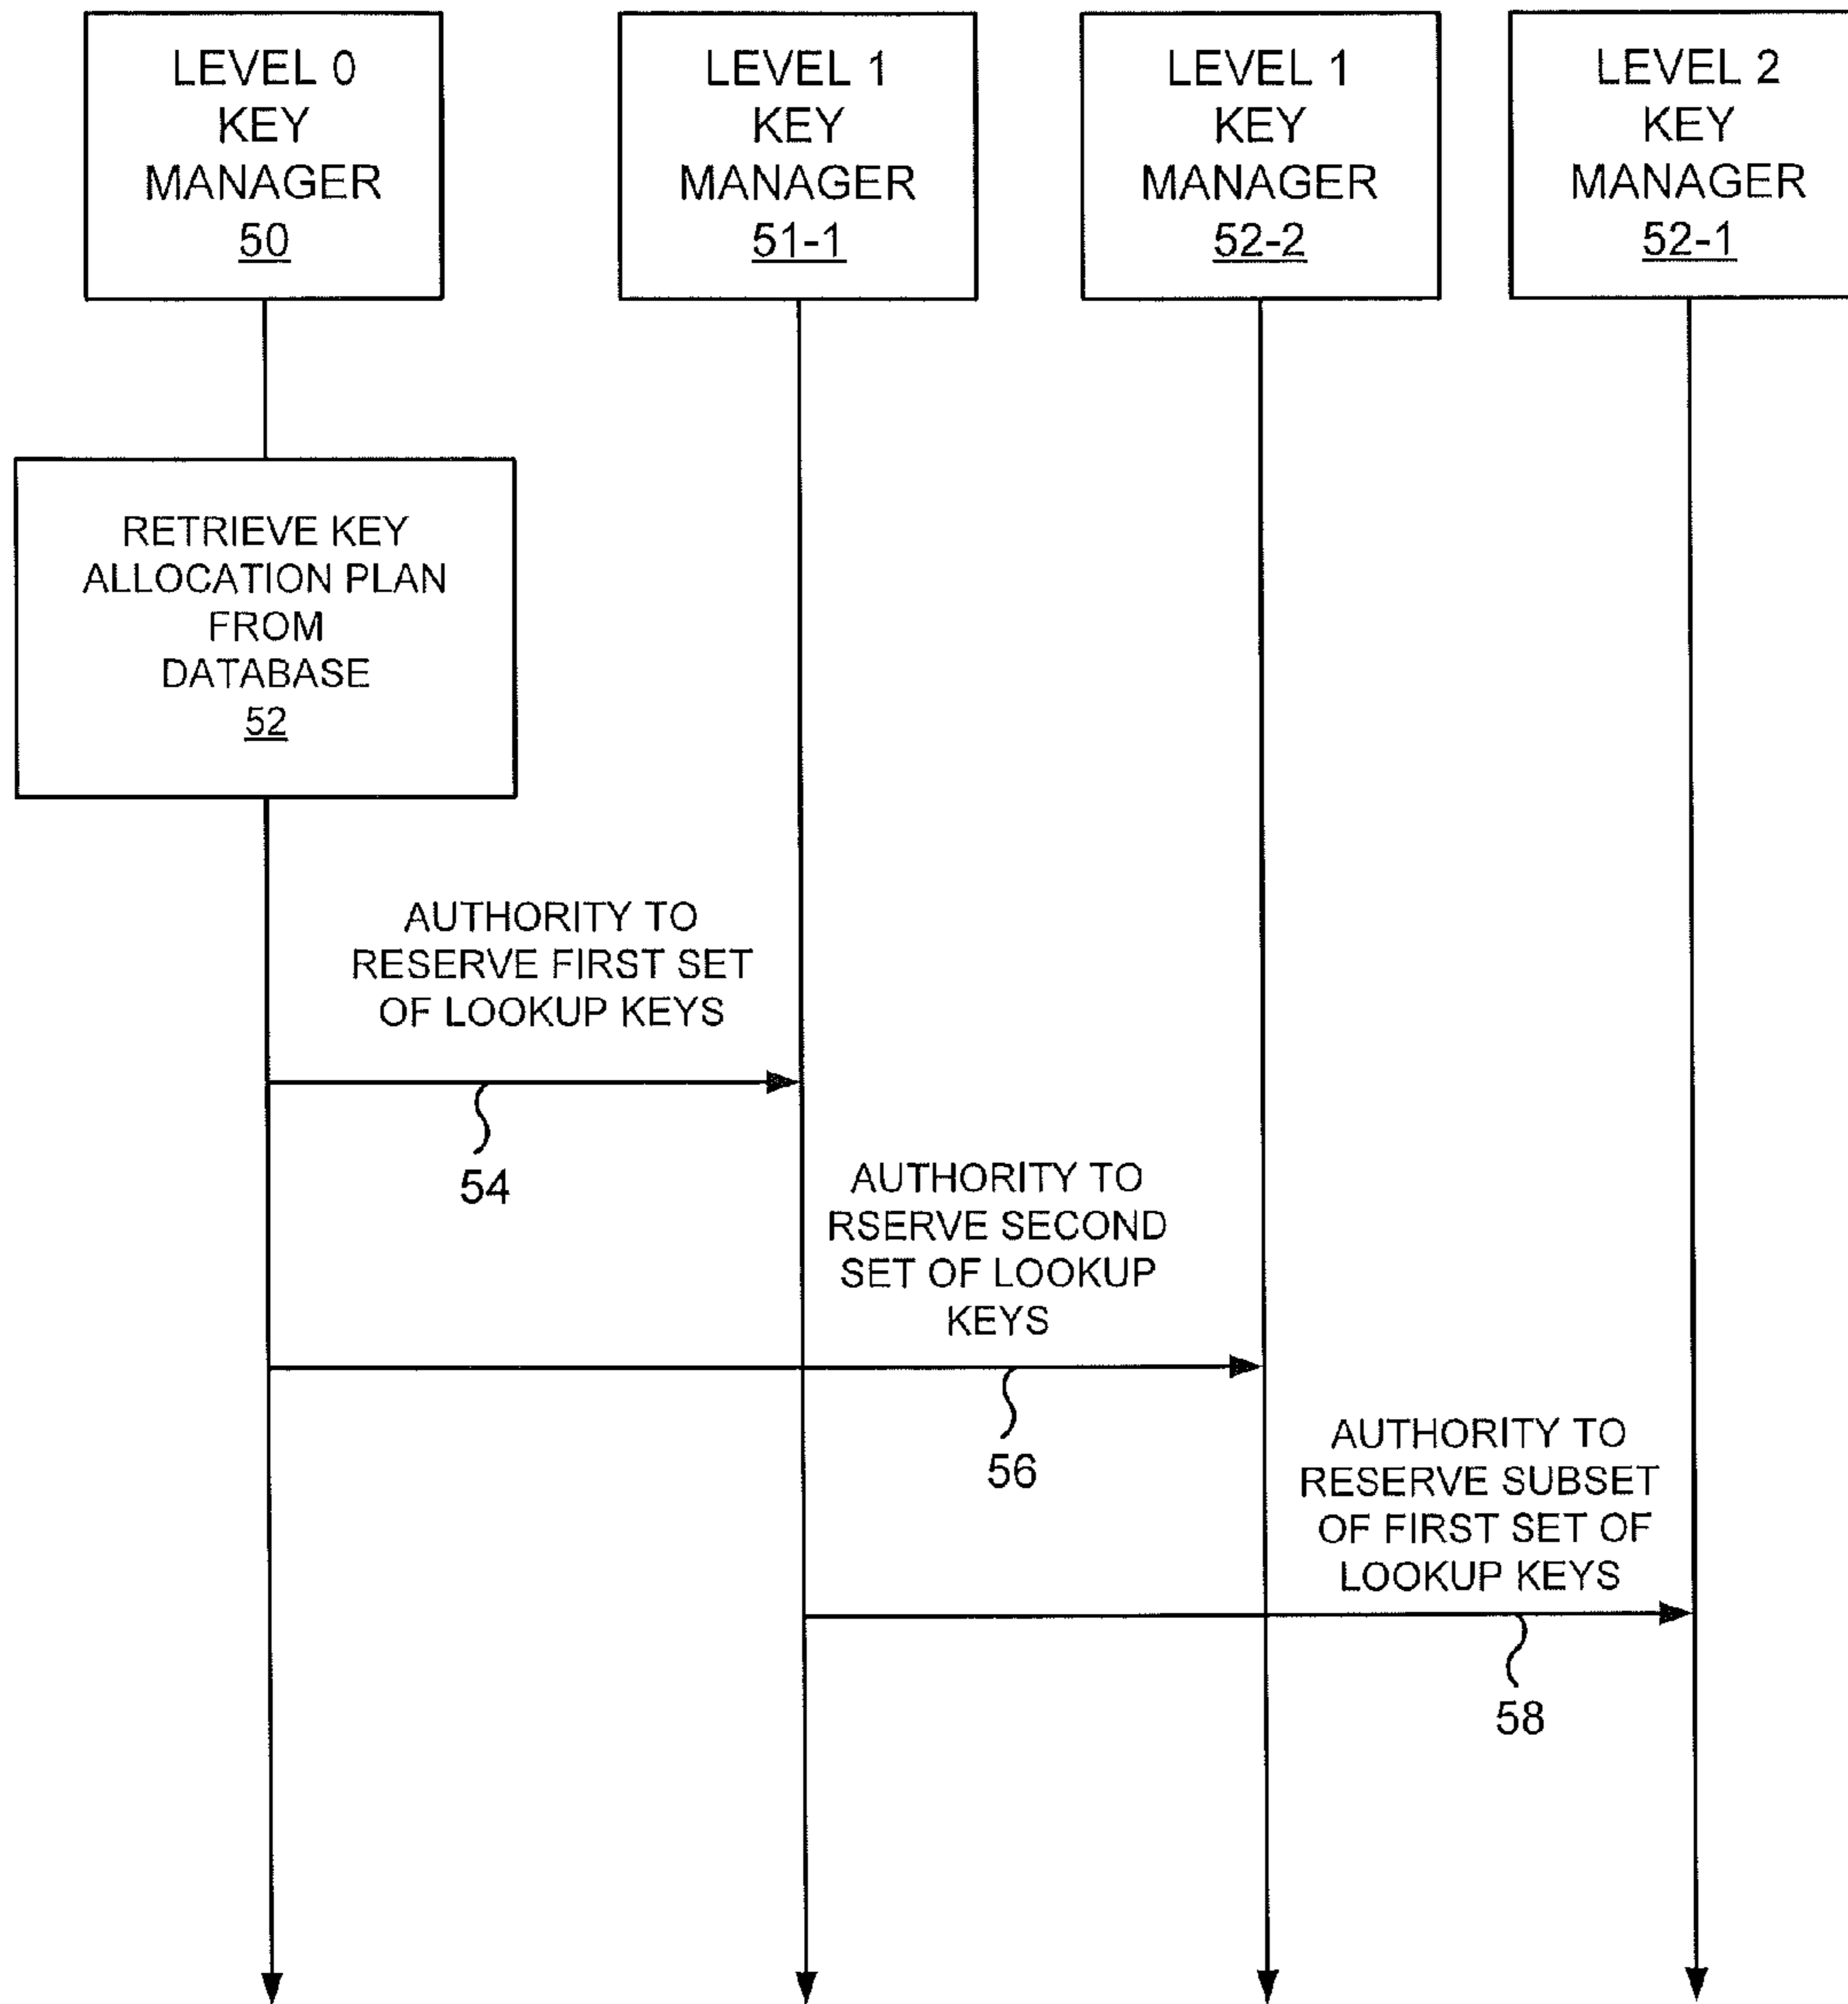 LEVEL 0
KEY
MANAGER
50
LEVEL 1
KEY
MANAGER
51-1
LEVEL 1
KEY
MANAGER
52-2
LEVEL 2
KEY
MANAGER
52-1
RETRIEVE KEY
ALLOCATION PLAN
FROM
DATABASE
52
AUTHORITY TO
RESERVE FIRST SET
OF LOOKUP KEYS
54
AUTHORITY TO
RSERVE SECOND
SET OF LOOKUP
KEYS
56
AUTHORITY TO
RESERVE SUBSET
OF FIRST SET OF
LOOKUP KEYS
58